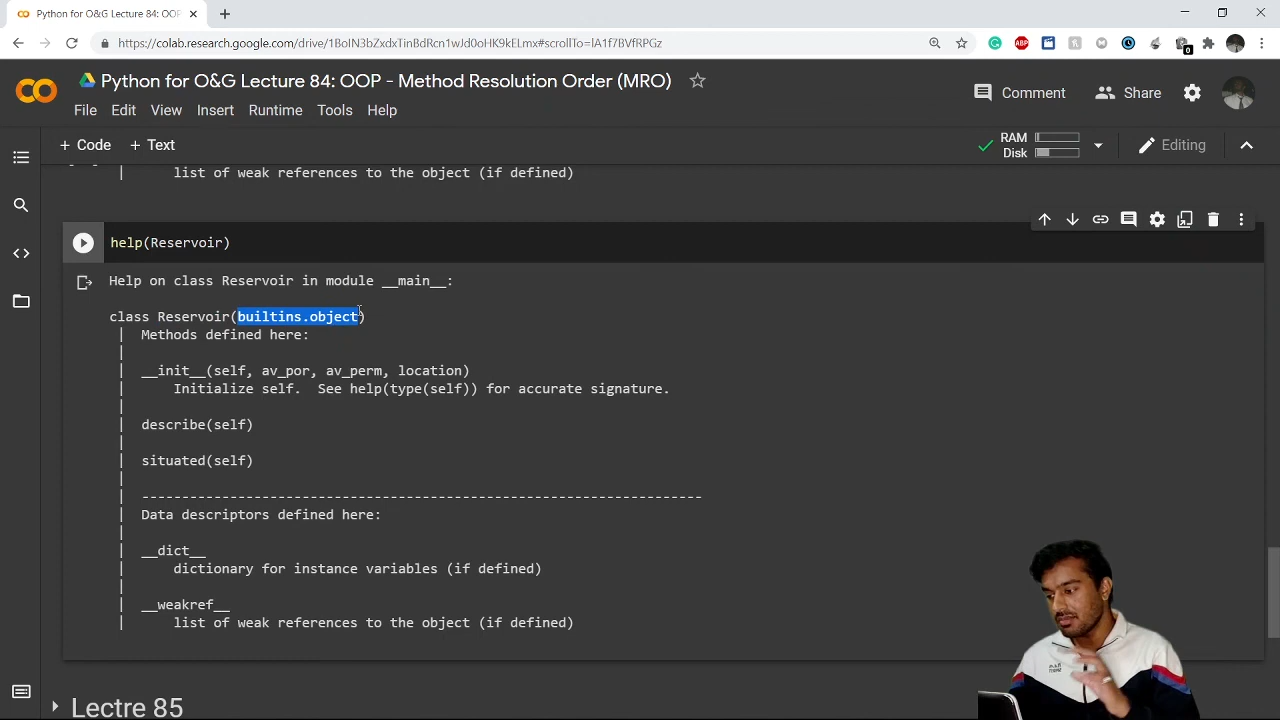 Python for O&G Lecture 84: OOP
https://colab.research.google.com/drive/
Python for O&G Lecture 84: OOP - Method Resolution Order (MRO)
Comment
Share
File Edit View Insert Runtime Tools Help
+ Code + Text
RAM
Disk
Editing
| list of weak references to the object (if defined)
help(Reservoir)
Help on class Reservoir in module __main__:
class Reservoir(builtins.object)
| Methods defined here:
|
| __init__(self, av_por, av_perm, location)
| Initialize self. See help(type(self)) for accurate signature.
|
| describe(self)
|
| situated(self)
|
| ----------------------------------------------------------------------
| Data descriptors defined here:
|
| __dict__
| dictionary for instance variables (if defined)
|
| __weakref__
| list of weak references to the object (if defined)
Lectre 85